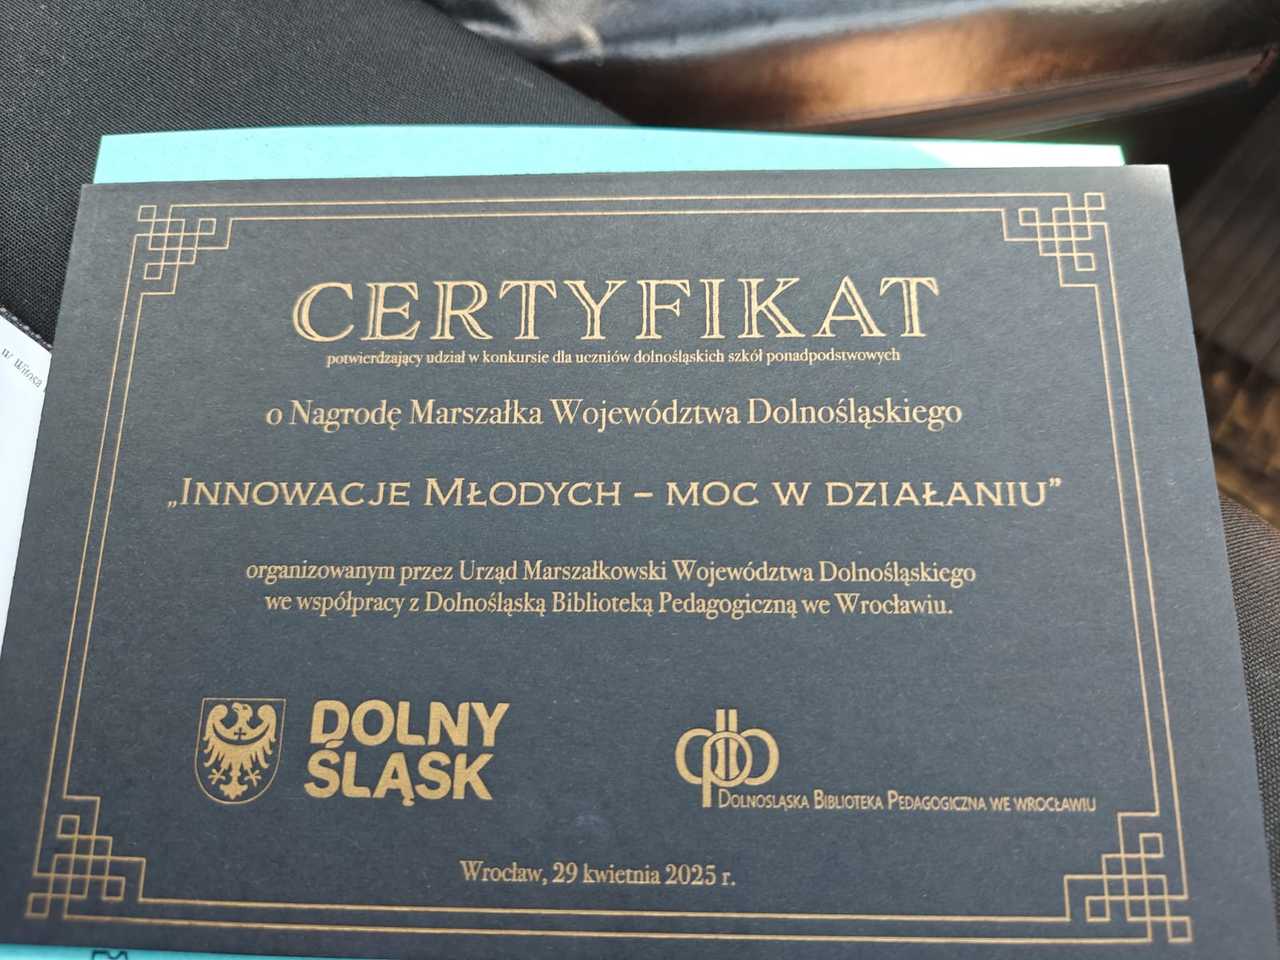 w Witosa
CERTYFIKAT
potwierdzający udział w konkursie dla uczniów dolnośląskich szkół ponadpodstwowych
o Nagrodę Marszałka Województwa Dolnośląskiego
„INNOWACJE MŁODYCH – MOC W DZIAŁANIU”
organizowanym przez Urząd Marszałkowski Województwa Dolnośląskiego
we współpracy z Dolnośląską Biblioteką Pedagogiczną we Wrocławiu.
DOLNY
ŚLĄSK
DOLNOŚLĄSKA BIBLIOTEKA PEDAGOGICZNA WE WROCŁAWIU
Wrocław, 29 kwietnia 2025 r.